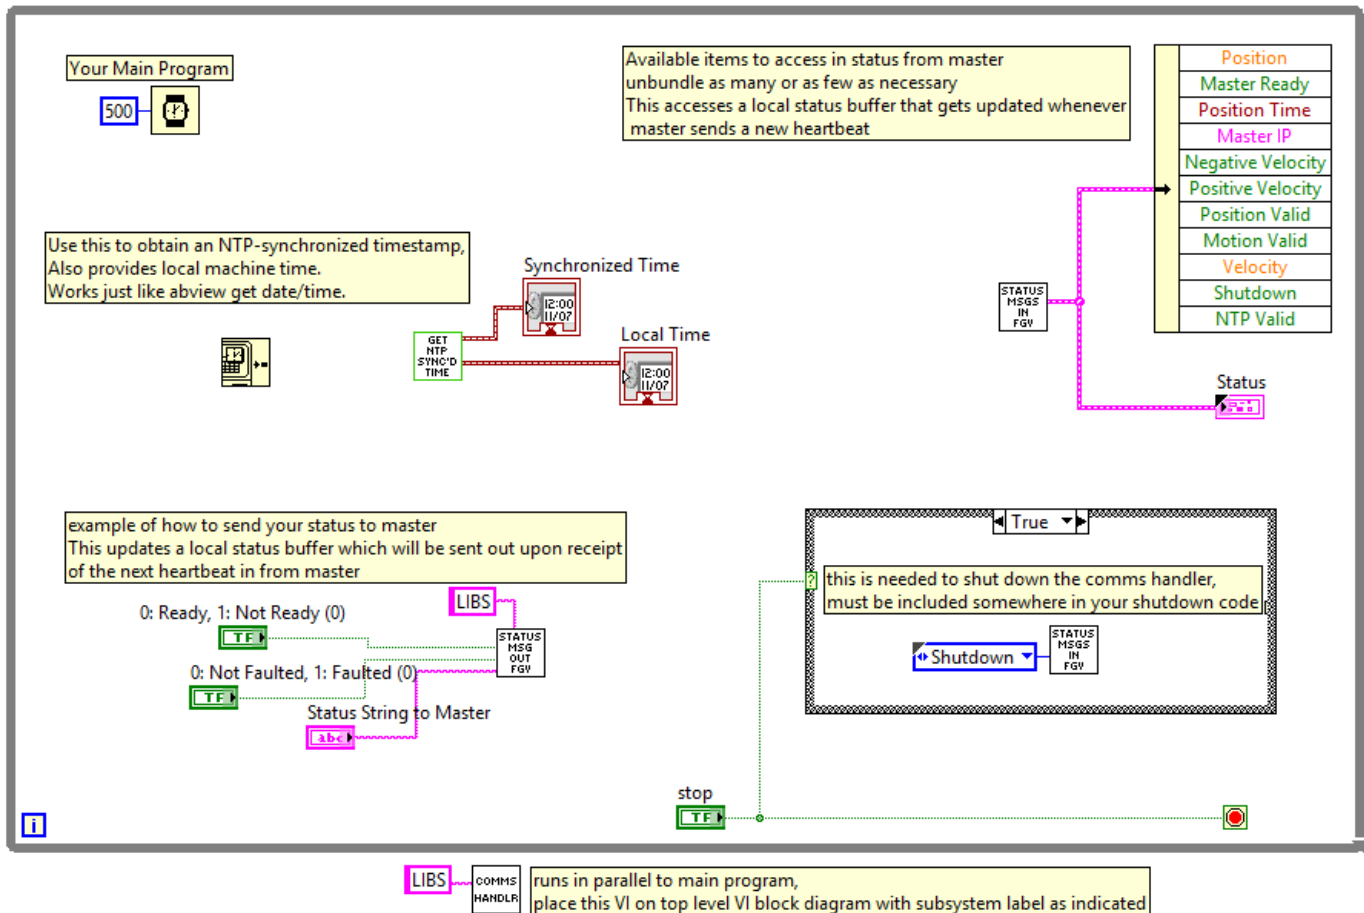 Your Main Program
500
Available items to access in status from master
unbundle as many or as few as necessary
This accesses a local status buffer that gets updated whenever
master sends a new heartbeat
Position
Master Ready
Position Time
Master IP
Negative Velocity
Positive Velocity
Position Valid
Motion Valid
Velocity
Shutdown
NTP Valid
Use this to obtain an NTP-synchronized timestamp,
Also provides local machine time.
Works just like abview get date/time.
Synchronized Time
12:00
11/07
Local Time
12:00
11/07
GET
NTP
SYNC'D
TIME
STATUS
MSGS
IN
FGV
Status
example of how to send your status to master
This updates a local status buffer which will be sent out upon receipt
of the next heartbeat in from master
LIBS
0: Ready, 1: Not Ready (0)
TF
STATUS
MSG
OUT
FGV
0: Not Faulted, 1: Faulted (0)
TF
Status String to Master
abc
True
?
this is needed to shut down the comms handler,
must be included somewhere in your shutdown code
Shutdown
STATUS
MSGS
IN
FGV
stop
TF
i
LIBS
COMMS
HANDLR
runs in parallel to main program,
place this VI on top level VI block diagram with subsystem label as indicated